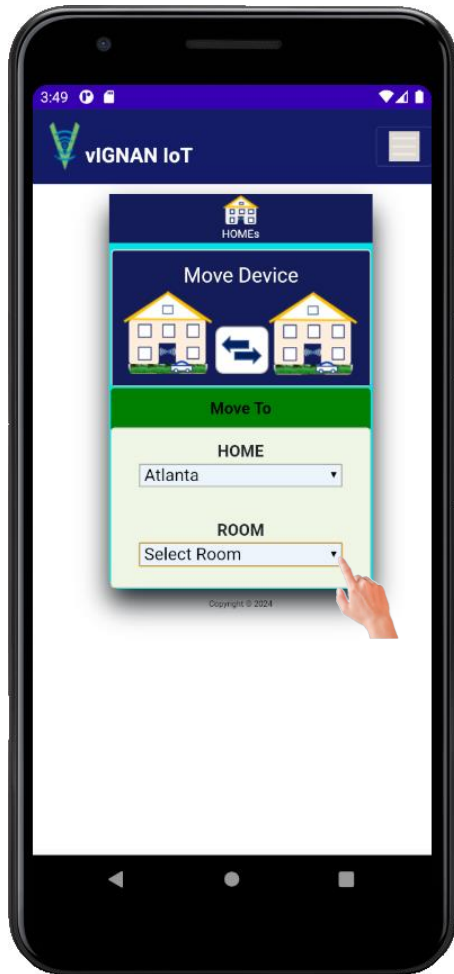 3:49
vIGNAN IoT
HOMEs
Move Device
Move To
HOME
Atlanta
ROOM
Select Room
Copyright © 2024